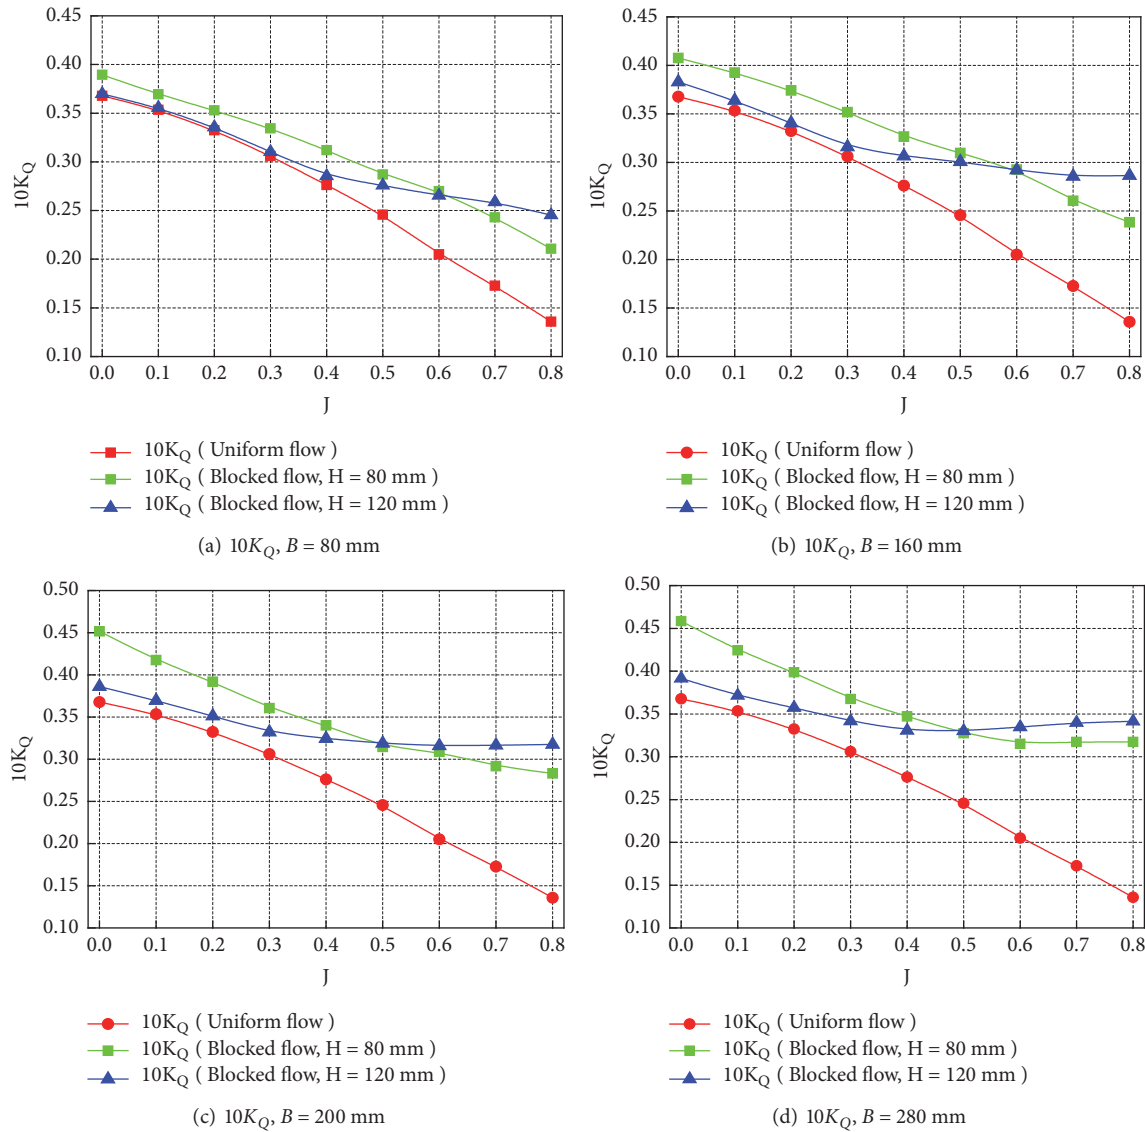 0.45
0.40
0.35
0.30
0.25
0.20
0.15
0.10
10K_Q
0.0 0.1 0.2 0.3 0.4 0.5 0.6 0.7 0.8
J
10K_Q ( Uniform flow )
10K_Q ( Blocked flow, H = 80 mm )
10K_Q ( Blocked flow, H = 120 mm )
(a) 10K_Q, B = 80 mm
0.45
0.40
0.35
0.30
0.25
0.20
0.15
0.10
10K_Q
0.0 0.1 0.2 0.3 0.4 0.5 0.6 0.7 0.8
J
10K_Q ( Uniform flow )
10K_Q ( Blocked flow, H = 80 mm )
10K_Q ( Blocked flow, H = 120 mm )
(b) 10K_Q, B = 160 mm
0.50
0.45
0.40
0.35
0.30
0.25
0.20
0.15
0.10
10K_Q
0.0 0.1 0.2 0.3 0.4 0.5 0.6 0.7 0.8
J
10K_Q ( Uniform flow )
10K_Q ( Blocked flow, H = 80 mm )
10K_Q ( Blocked flow, H = 120 mm )
(c) 10K_Q, B = 200 mm
0.50
0.45
0.40
0.35
0.30
0.25
0.20
0.15
0.10
10K_Q
0.0 0.1 0.2 0.3 0.4 0.5 0.6 0.7 0.8
J
10K_Q ( Uniform flow )
10K_Q ( Blocked flow, H = 80 mm )
10K_Q ( Blocked flow, H = 120 mm )
(d) 10K_Q, B = 280 mm